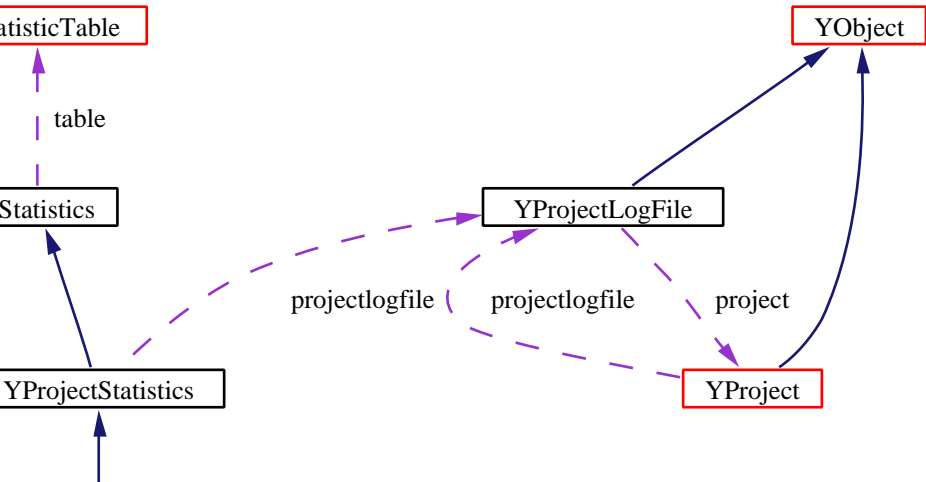 atisticTable
YObject
table
Statistics
YProjectLogFile
projectlogfile
projectlogfile
project
YProjectStatistics
YProject